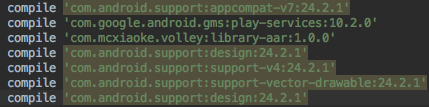 compile 'com.android.support:appcompat-v7:24.2.1'
compile 'com.google.android.gms:play-services:10.2.0'
compile 'com.mcxiaoke.volley:library-aar:1.0.0'
compile 'com.android.support:design:24.2.1'
compile 'com.android.support:support-v4:24.2.1'
compile 'com.android.support:support-vector-drawable:24.2.1'
compile 'com.android.support:design:24.2.1'